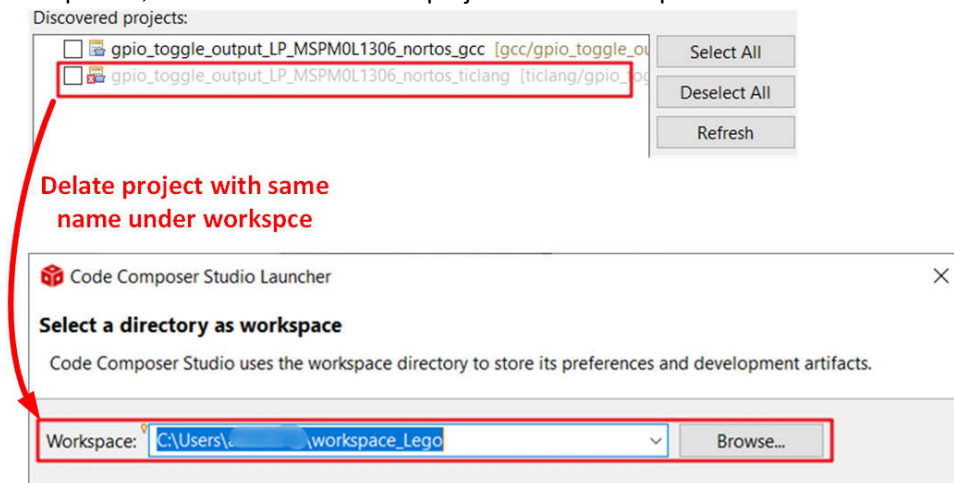 Discovered projects:
gpio_toggle_output_LP_MSPM0L1306_nortos_gcc [gcc/gpio_toggle_ou
Select All
gpio_toggle_output_LP_MSPM0L1306_nortos_ticlang [ticlang/gpio_tog
Deselect All
Refresh
Delate project with same
name under workspce
Code Composer Studio Launcher
Select a directory as workspace
Code Composer Studio uses the workspace directory to store its preferences and development artifacts.
Workspace: C:\Users\ \workspace_Lego
Browse...